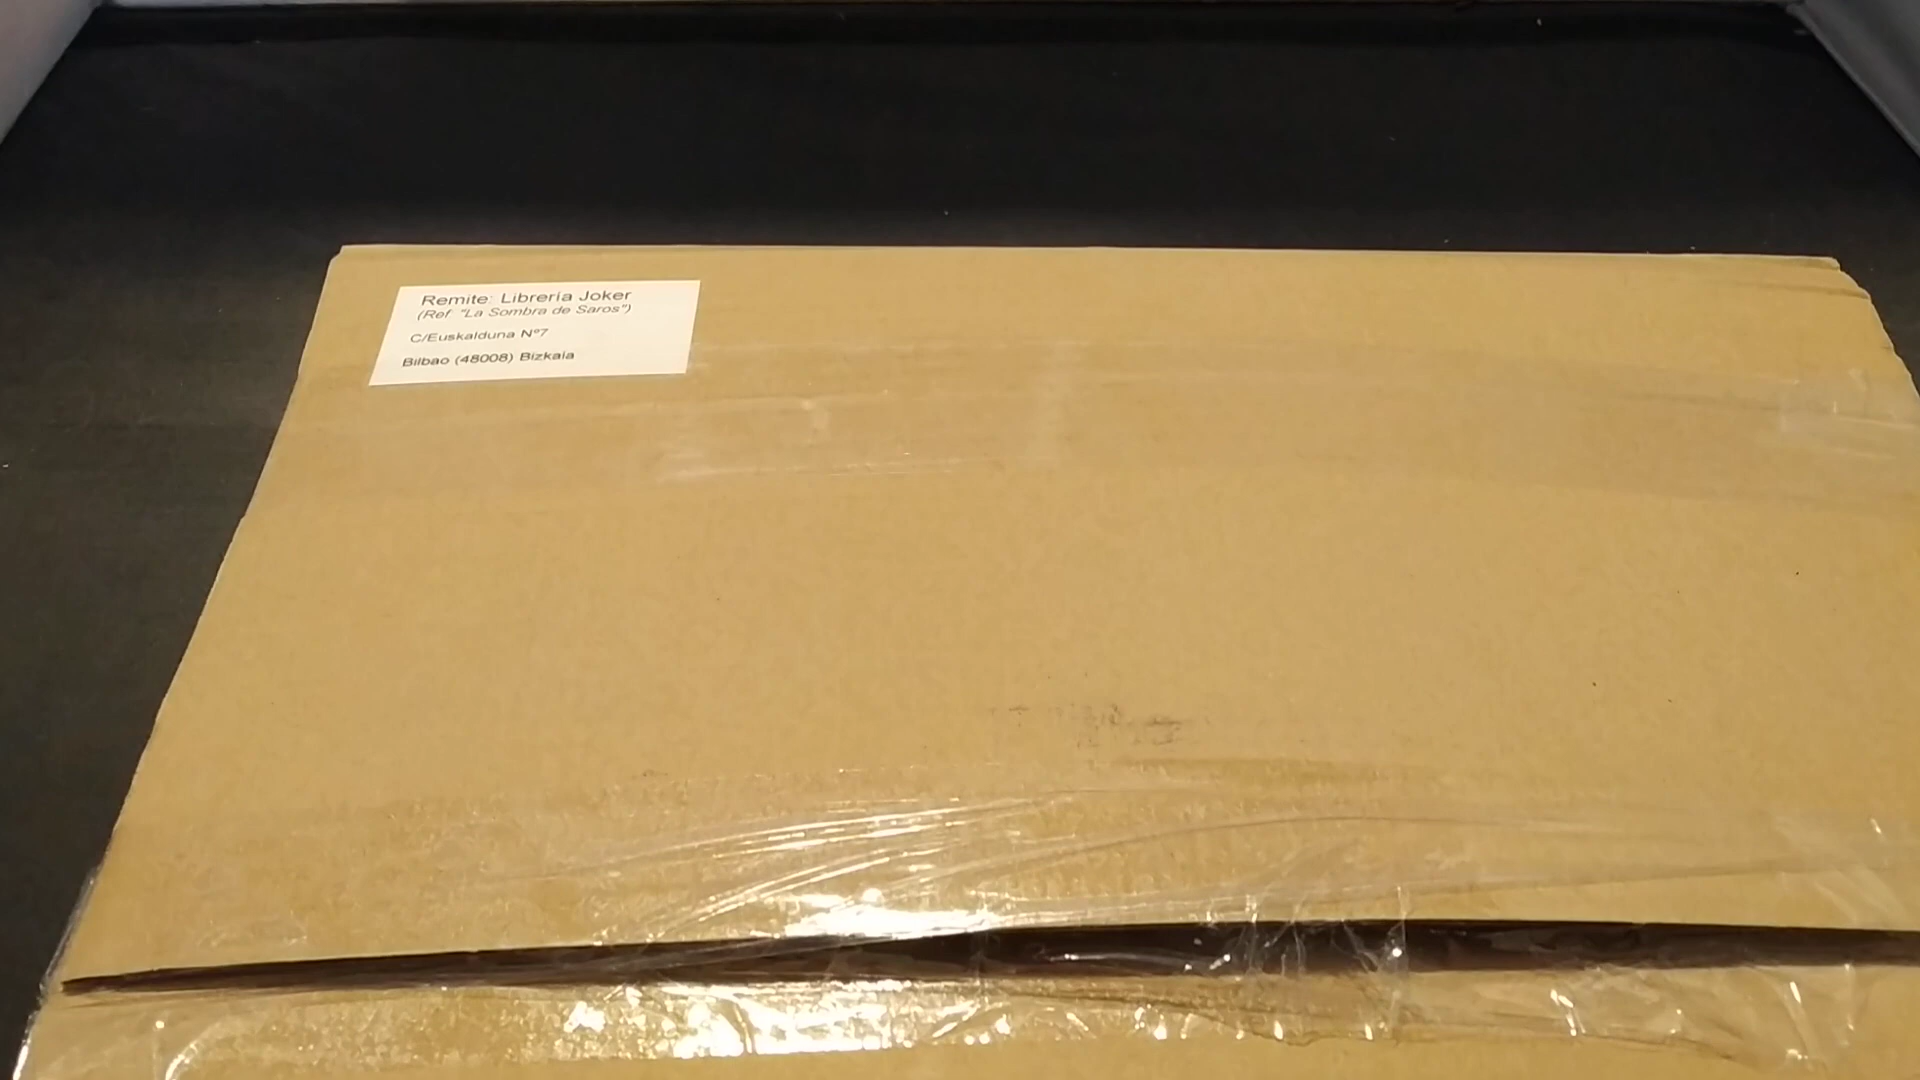 Remite: Librería Joker
(Ref "La Sombra de Saros")
C/Euskalduna Nº7
Bilbao (48008) Bizkaia